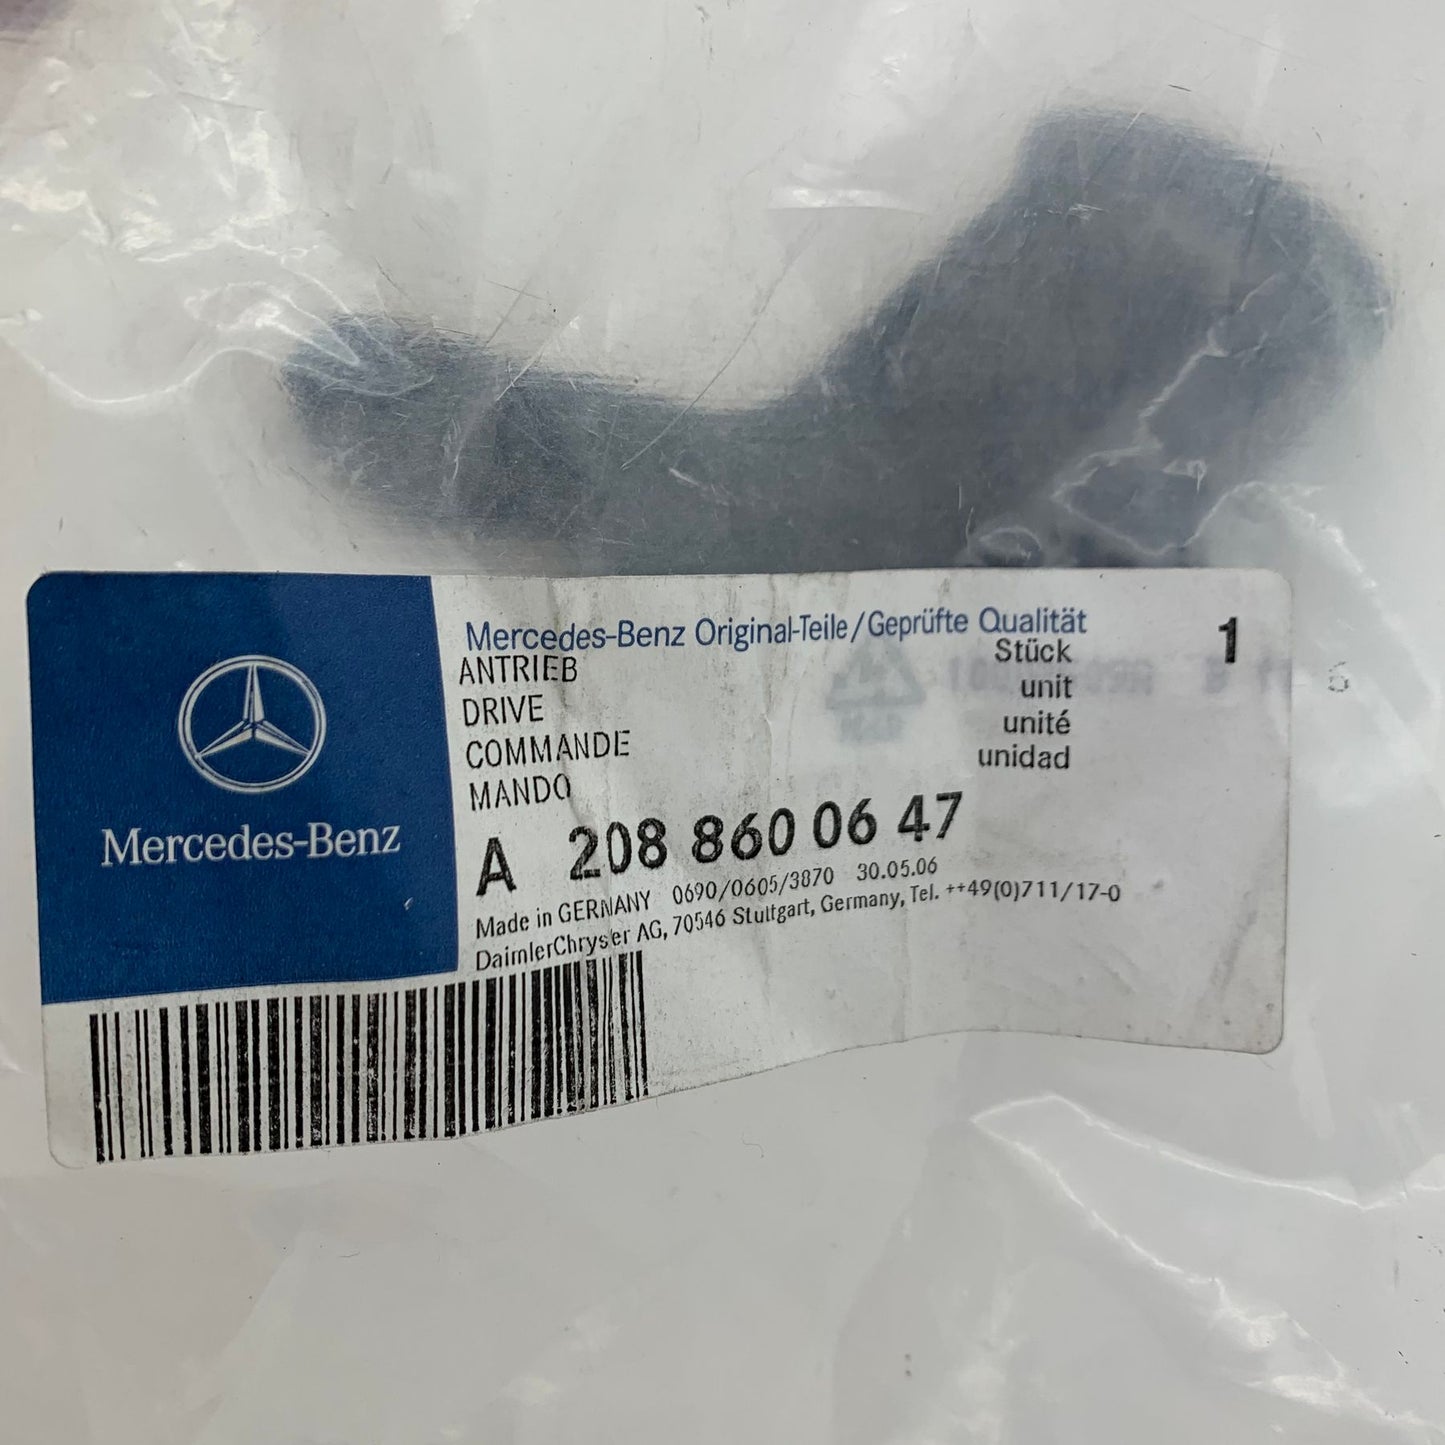 Mercedes-Benz
Mercedes-Benz Original-Teile/Geprüfte Qualität
ANTRIEB
DRIVE
COMMANDE
MANDO
Stück
unit
unité
unidad
1
A 208 860 06 47
Made in GERNANY 0690/0605/3870 30.05.06
DaimlerChryser AG, 70546 Stuttgart, Germany, Tel. ++49(0)711/17-0